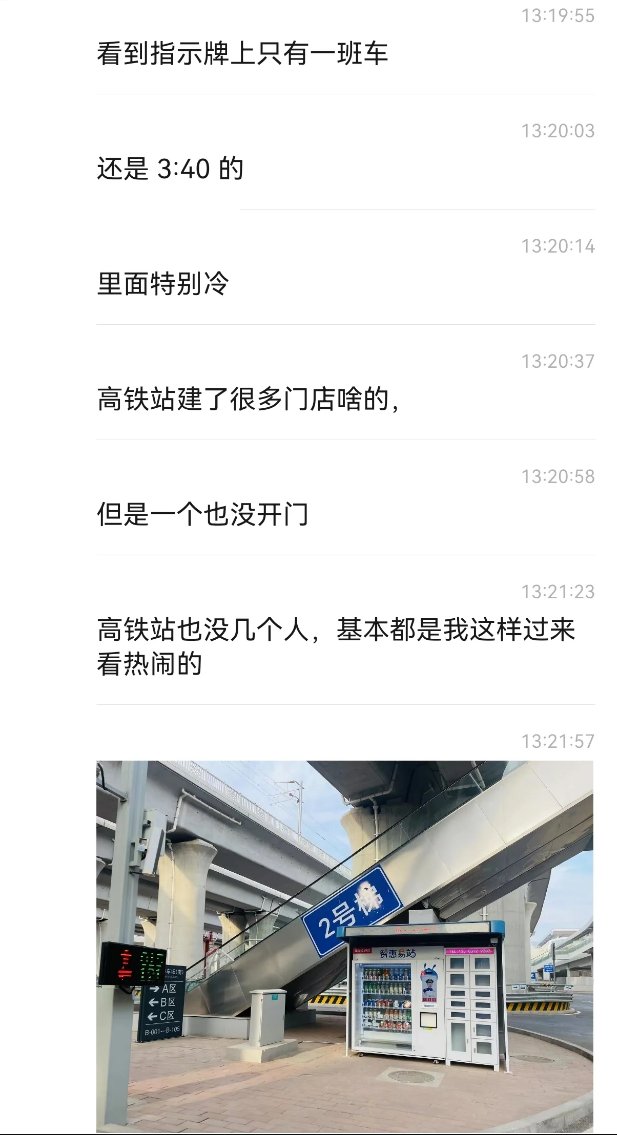 13:19:55
看到指示牌上只有一班车
13:20:03
还是 3:40 的
13:20:14
里面特别冷
13:20:37
高铁站建了很多门店啥的，
13:20:58
但是一个也没开门
13:21:23
高铁站也没几个人，基本都是我这样过来
看热闹的
13:21:57
2号梯
A区
B区
C区